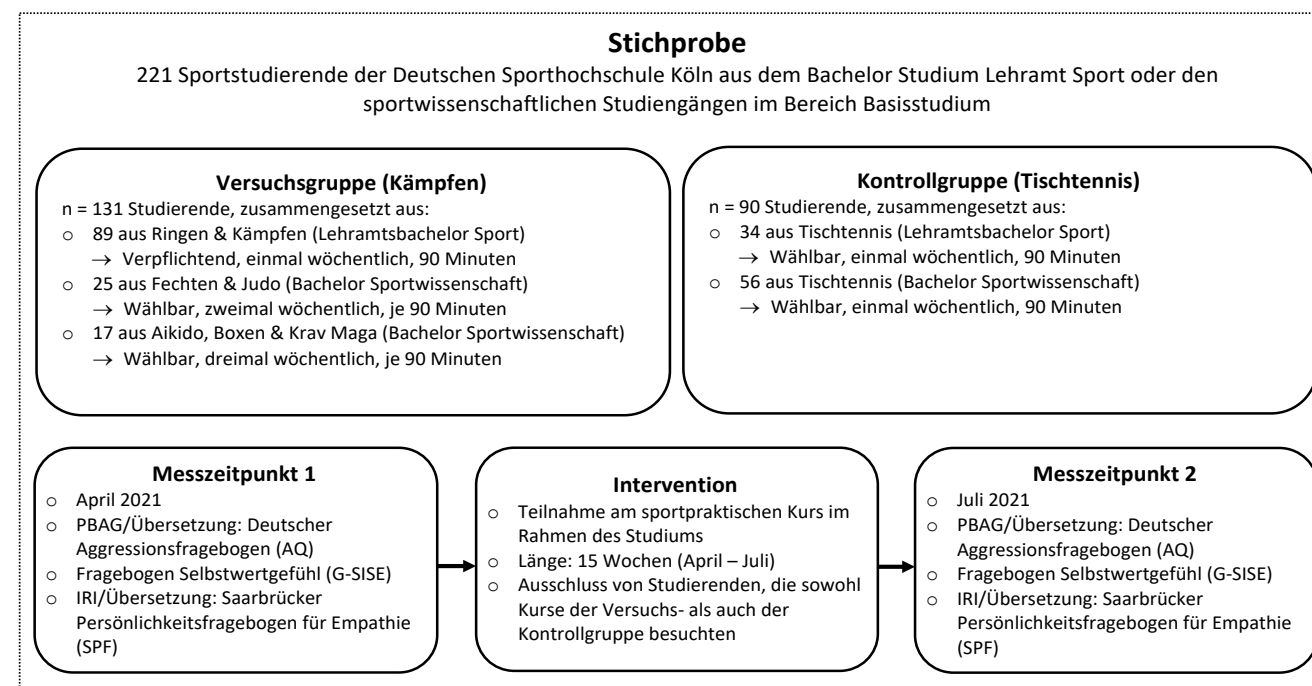 Stichprobe
221 Sportstudierende der Deutschen Sporthochschule Köln aus dem Bachelor Studium Lehramt Sport oder den
sportwissenschaftlichen Studiengängen im Bereich Basisstudium
Versuchsgruppe (Kämpfen)
n = 131 Studierende, zusammengesetzt aus:
o 89 aus Ringen & Kämpfen (Lehramtsbachelor Sport)
→ Verpflichtend, einmal wöchentlich, 90 Minuten
o 25 aus Fechten & Judo (Bachelor Sportwissenschaft)
→ Wählbar, zweimal wöchentlich, je 90 Minuten
o 17 aus Aikido, Boxen & Krav Maga (Bachelor Sportwissenschaft)
→ Wählbar, dreimal wöchentlich, je 90 Minuten
Kontrollgruppe (Tischtennis)
n = 90 Studierende, zusammengesetzt aus:
o 34 aus Tischtennis (Lehramtsbachelor Sport)
→ Wählbar, einmal wöchentlich, 90 Minuten
o 56 aus Tischtennis (Bachelor Sportwissenschaft)
→ Wählbar, einmal wöchentlich, 90 Minuten
Messzeitpunkt 1
o April 2021
o PBAG/Übersetzung: Deutscher
Aggressionsfragebogen (AQ)
o Fragebogen Selbstwertgefühl (G-SISE)
o IRI/Übersetzung: Saarbrücker
Persönlichkeitsfragebogen für Empathie
(SPF)
Intervention
o Teilnahme am sportpraktischen Kurs im
Rahmen des Studiums
o Länge: 15 Wochen (April – Juli)
o Ausschluss von Studierenden, die sowohl
Kurse der Versuchs- als auch der
Kontrollgruppe besuchten
Messzeitpunkt 2
o Juli 2021
o PBAG/Übersetzung: Deutscher
Aggressionsfragebogen (AQ)
o Fragebogen Selbstwertgefühl (G-SISE)
o IRI/Übersetzung: Saarbrücker
Persönlichkeitsfragebogen für Empathie
(SPF)